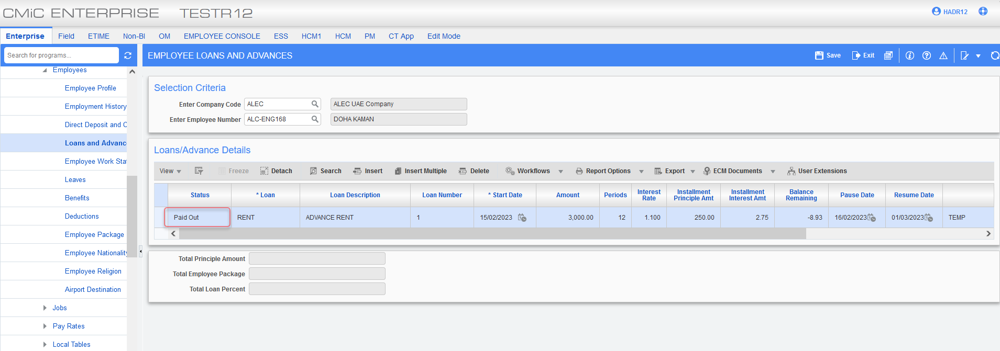 CMiC ENTERPRISE TESTR12
HADR12
Enterprise Field ETIME Non-BI OM EMPLOYEE CONSOLE ESS HCM1 HCM PM CT App Edit Mode
Search for programs...
EMPLOYEE LOANS AND ADVANCES
Save Exit
Employees
Employee Profile
Employment History
Direct Deposit and C
Loans and Advanc
Employee Work Stat
Leaves
Benefits
Deductions
Employee Package
Employee Nationality
Employee Religion
Airport Destination
Jobs
Pay Rates
Local Tables
Selection Criteria
Enter Company Code ALEC ALEC UAE Company
Enter Employee Number ALC-ENG168 DOHA KAMAN
Loans/Advance Details
View Freeze Detach Search Insert Insert Multiple Delete Workflows Report Options Export ECM Documents User Extensions
Status * Loan Loan Description Loan Number * Start Date Amount Periods Interest Rate Installment Principle Amt Installment Interest Amt Balance Remaining Pause Date Resume Date
Paid Out RENT ADVANCE RENT 1 15/02/2023 3,000.00 12 1.100 250.00 2.75 -8.93 16/02/2023 01/03/2023 TEMP
Total Principle Amount
Total Employee Package
Total Loan Percent